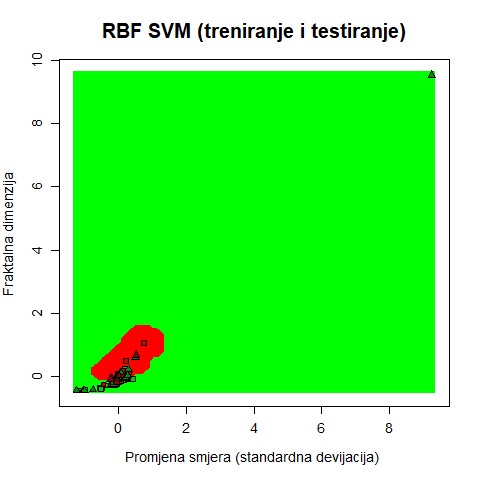 RBF SVM (treniranje i testiranje)
10
8
6
4
2
0
Fraktalna dimenzija
0 2 4 6 8
Promjena smjera (standardna devijacija)